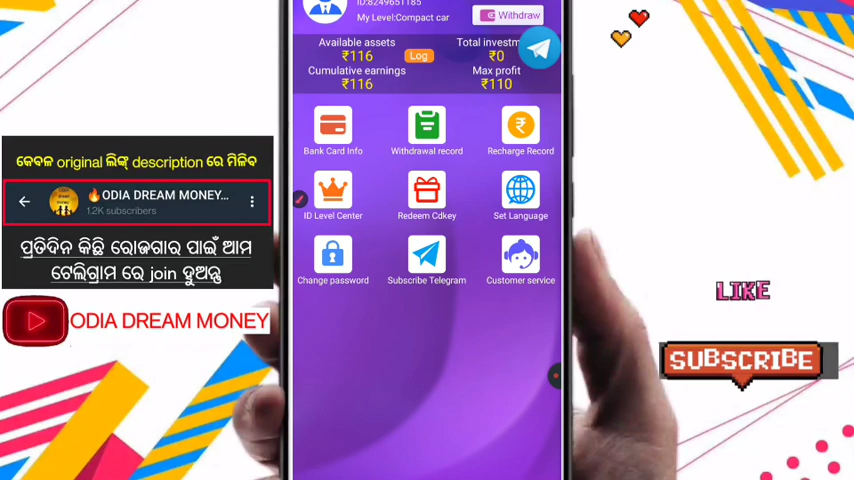 ID:8249651185
My Level:Compact car
Withdraw
Available assets
₹116
Log
Total investm
₹0
Cumulative earnings
₹116
Max profit
₹110
Bank Card Info
Withdrawal record
Recharge Record
ID Level Center
Redeem Cdkey
Set Language
Change password
Subscribe Telegram
Customer service
କେବଳ original ଲିଙ୍କ୍ description ରେ ମିଳିବ
🔥ODIA DREAM MONEY...
1.2K subscribers
ପ୍ରତିଦିନ କିଛି ରୋଜଗାର ପାଇଁ ଆମ
ଟେଲିଗ୍ରାମ ରେ join ହୁଅନ୍ତୁ
ODIA DREAM MONEY
LIKE
SUBSCRIBE